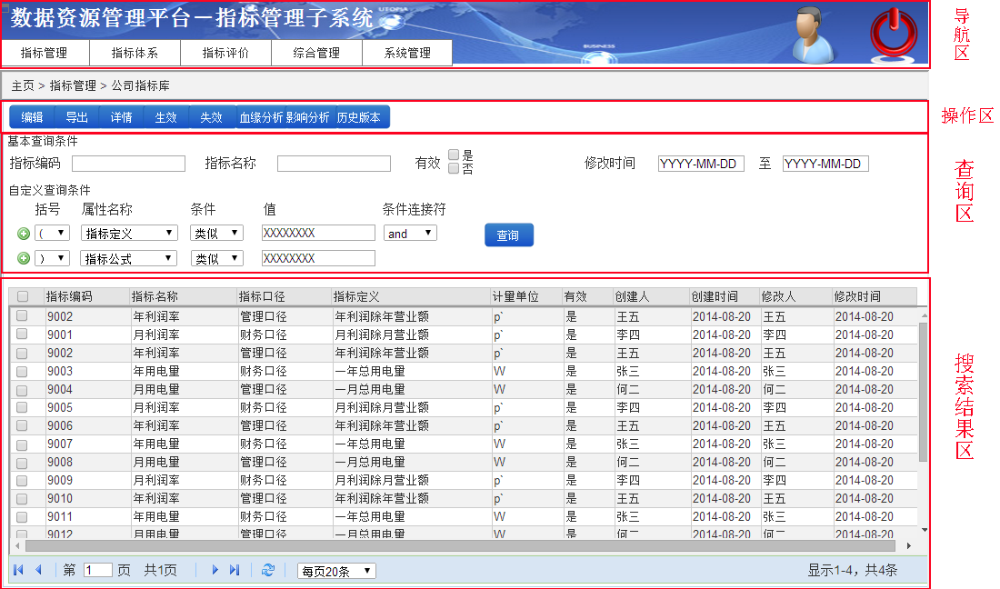 数据资源管理平台－指标管理子系统
UTOPIA
BUSINESS
导航区
指标管理 指标体系 指标评价 综合管理 系统管理
主页 > 指标管理 > 公司指标库
编辑 导出 详情 生效 失效 血缘分析 影响分析 历史版本
操作区
基本查询条件
指标编码 指标名称 有效 是 否 修改时间 YYYY-MM-DD 至 YYYY-MM-DD
查询区
自定义查询条件
括号 属性名称 条件 值 条件连接符
( 指标定义 类似 XXXXXXXX and 查询
) 指标公式 类似 XXXXXXXX
搜索结果区
指标编码 指标名称 指标口径 指标定义 计量单位 有效 创建人 创建时间 修改人 修改时间
9002 年利润率 管理口径 年利润除年营业额 p` 是 王五 2014-08-20 王五 2014-08-20
9001 月利润率 财务口径 月利润除月营业额 p` 是 李四 2014-08-20 李四 2014-08-20
9002 年利润率 管理口径 年利润除年营业额 p` 是 王五 2014-08-20 王五 2014-08-20
9003 年用电量 财务口径 一年总用电量 W 是 张三 2014-08-20 张三 2014-08-20
9004 月用电量 管理口径 一月总用电量 W 是 何二 2014-08-20 何二 2014-08-20
9005 月利润率 财务口径 月利润除月营业额 p` 是 李四 2014-08-20 李四 2014-08-20
9006 年利润率 管理口径 年利润除年营业额 p` 是 王五 2014-08-20 王五 2014-08-20
9007 年用电量 财务口径 一年总用电量 W 是 张三 2014-08-20 张三 2014-08-20
9008 月用电量 管理口径 一月总用电量 W 是 何二 2014-08-20 何二 2014-08-20
9009 月利润率 财务口径 月利润除月营业额 p` 是 李四 2014-08-20 李四 2014-08-20
9010 年利润率 管理口径 年利润除年营业额 p` 是 王五 2014-08-20 王五 2014-08-20
9011 年用电量 财务口径 一年总用电量 W 是 张三 2014-08-20 张三 2014-08-20
9012 月用电量 管理口径 一月总用电量 W 是 何二 2014-08-20 何二 2014-08-20
第 1 页 共1页 每页20条 显示1-4，共4条